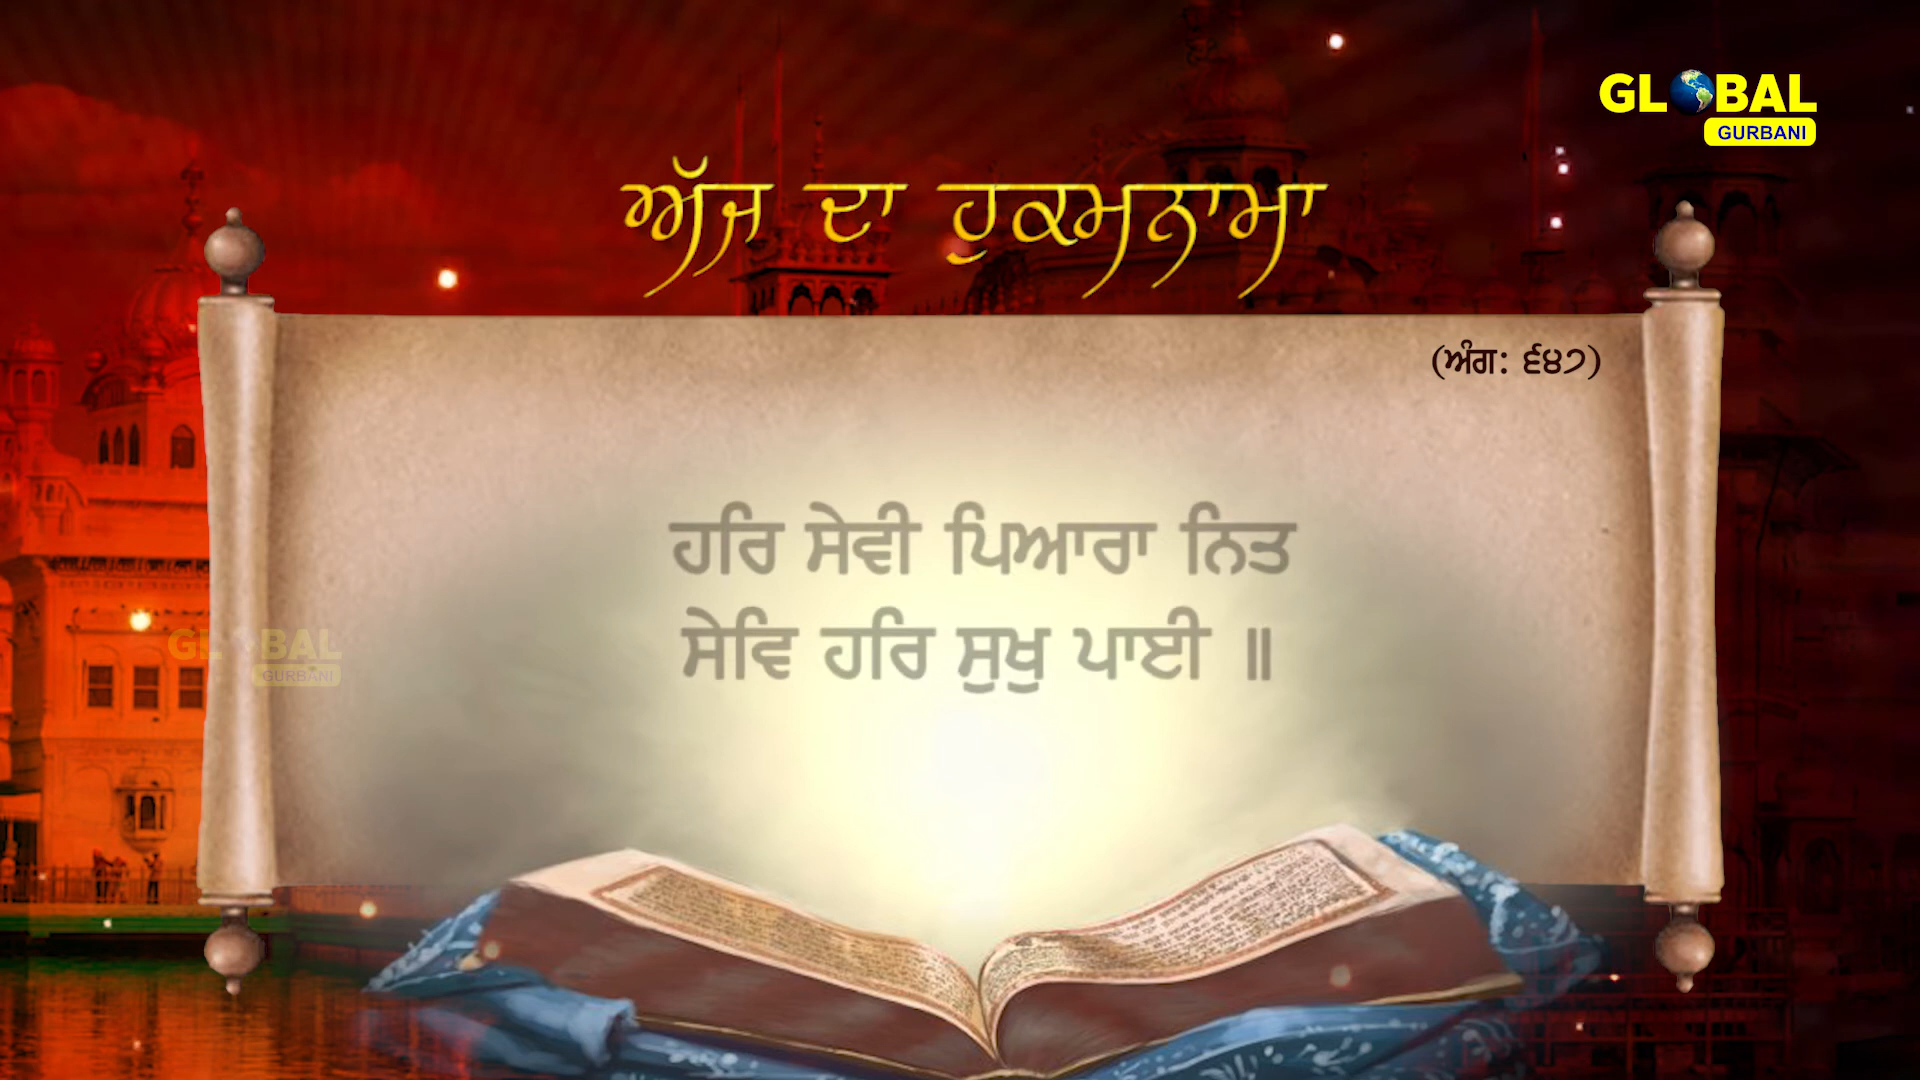 GLOBAL
GURBANI
ਅੱਜ ਦਾ ਹੁਕਮਨਾਮਾ
(ਅੰਗ: ੬੪੭)
ਹਰਿ ਸੇਵੀ ਪਿਆਰਾ ਨਿਤ
ਸੇਵਿ ਹਰਿ ਸੁਖੁ ਪਾਈ ॥
GLOBAL
GURBANI